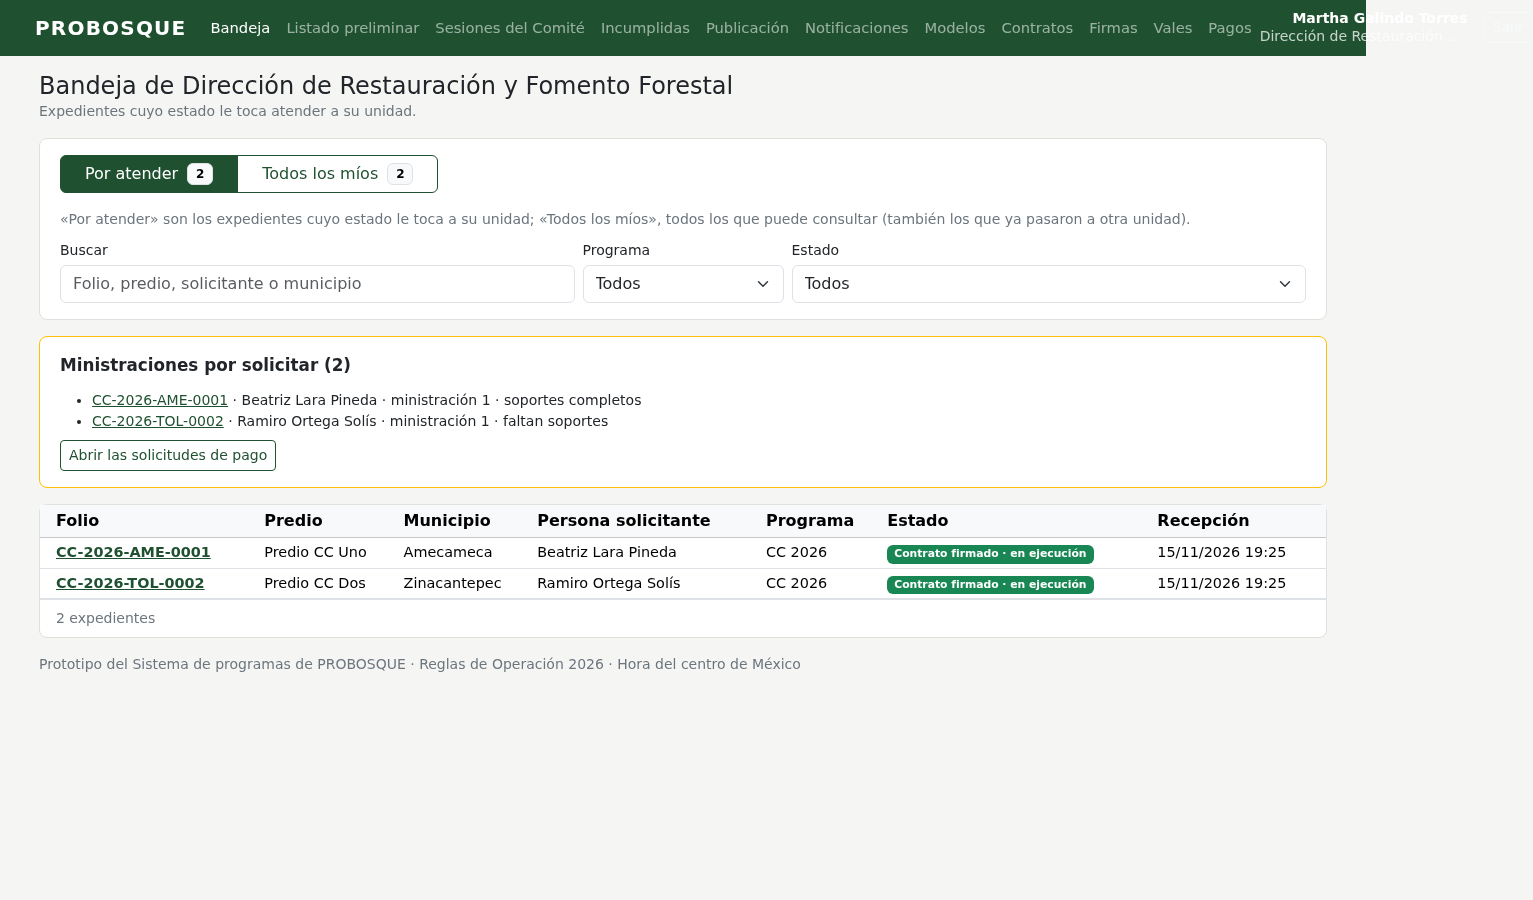 PROBOSQUE Bandeja Listado preliminar Sesiones del Comité Incumplidas Publicación Notificaciones Modelos Contratos Firmas Vales Pagos
Martha Galindo Torres
Dirección de Restauración
Bandeja de Dirección de Restauración y Fomento Forestal
Expedientes cuyo estado le toca atender a su unidad.
Por atender 2 Todos los míos 2
«Por atender» son los expedientes cuyo estado le toca a su unidad; «Todos los míos», todos los que puede consultar (también los que ya pasaron a otra unidad).
Buscar Programa Estado
Folio, predio, solicitante o municipio Todos Todos
Ministraciones por solicitar (2)
• CC-2026-AME-0001 · Beatriz Lara Pineda · ministración 1 · soportes completos
• CC-2026-TOL-0002 · Ramiro Ortega Solís · ministración 1 · faltan soportes
Abrir las solicitudes de pago
Folio Predio Municipio Persona solicitante Programa Estado Recepción
CC-2026-AME-0001 Predio CC Uno Amecameca Beatriz Lara Pineda CC 2026 Contrato firmado · en ejecución 15/11/2026 19:25
CC-2026-TOL-0002 Predio CC Dos Zinacantepec Ramiro Ortega Solís CC 2026 Contrato firmado · en ejecución 15/11/2026 19:25
2 expedientes
Prototipo del Sistema de programas de PROBOSQUE · Reglas de Operación 2026 · Hora del centro de México